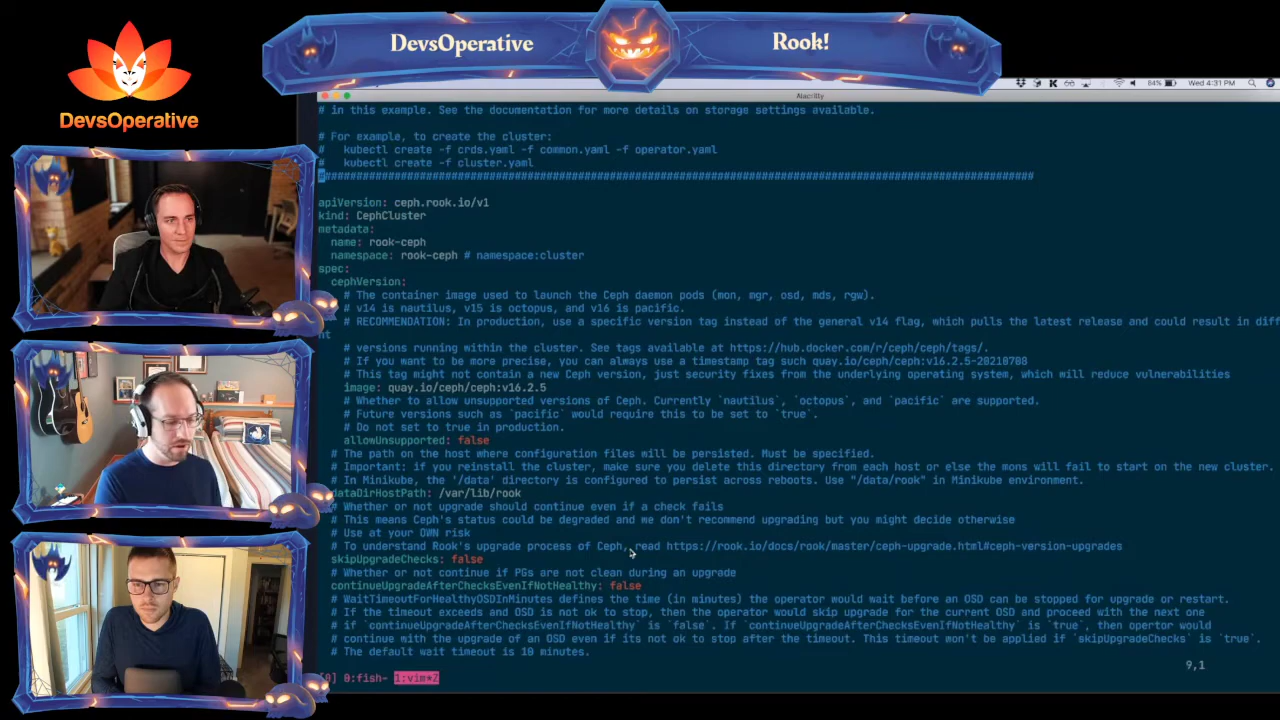 DevsOperative
DevsOperative
Rook!
84%
Wed 4:31 PM
Alacritty
# in this example. See the documentation for more details on storage settings available.
# For example, to create the cluster:
#   kubectl create -f crds.yaml -f common.yaml -f operator.yaml
#   kubectl create -f cluster.yaml
#################################################################################################################
apiVersion: ceph.rook.io/v1
kind: CephCluster
metadata:
  name: rook-ceph
  namespace: rook-ceph # namespace:cluster
spec:
  cephVersion:
    # The container image used to launch the Ceph daemon pods (mon, mgr, osd, mds, rgw).
    # v14 is nautilus, v15 is octopus, and v16 is pacific.
    # RECOMMENDATION: In production, use a specific version tag instead of the general v14 flag, which pulls the latest release and could result in diff
nt
    # versions running within the cluster. See tags available at https://hub.docker.com/r/ceph/ceph/tags/.
    # If you want to be more precise, you can always use a timestamp tag such quay.io/ceph/ceph:v16.2.5-20210708
    # This tag might not contain a new Ceph version, just security fixes from the underlying operating system, which will reduce vulnerabilities
    image: quay.io/ceph/ceph:v16.2.5
    # Whether to allow unsupported versions of Ceph. Currently `nautilus`, `octopus`, and `pacific` are supported.
    # Future versions such as `pacific` would require this to be set to `true`.
    # Do not set to true in production.
    allowUnsupported: false
  # The path on the host where configuration files will be persisted. Must be specified.
  # Important: if you reinstall the cluster, make sure you delete this directory from each host or else the mons will fail to start on the new cluster.
  # In Minikube, the '/data' directory is configured to persist across reboots. Use "/data/rook" in Minikube environment.
  dataDirHostPath: /var/lib/rook
  # Whether or not upgrade should continue even if a check fails
  # This means Ceph's status could be degraded and we don't recommend upgrading but you might decide otherwise
  # Use at your OWN risk
  # To understand Rook's upgrade process of Ceph, read https://rook.io/docs/rook/master/ceph-upgrade.html#ceph-version-upgrades
  skipUpgradeChecks: false
  # Whether or not continue if PGs are not clean during an upgrade
  continueUpgradeAfterChecksEvenIfNotHealthy: false
  # WaitTimeoutForHealthyOSDInMinutes defines the time (in minutes) the operator would wait before an OSD can be stopped for upgrade or restart.
  # If the timeout exceeds and OSD is not ok to stop, then the operator would skip upgrade for the current OSD and proceed with the next one
  # if `continueUpgradeAfterChecksEvenIfNotHealthy` is `false`. If `continueUpgradeAfterChecksEvenIfNotHealthy` is `true`, then opertor would
  # continue with the upgrade of an OSD even if its not ok to stop after the timeout. This timeout won't be applied if `skipUpgradeChecks` is `true`.
  # The default wait timeout is 10 minutes.
9,1
[0] 0:fish- 1:vim*Z